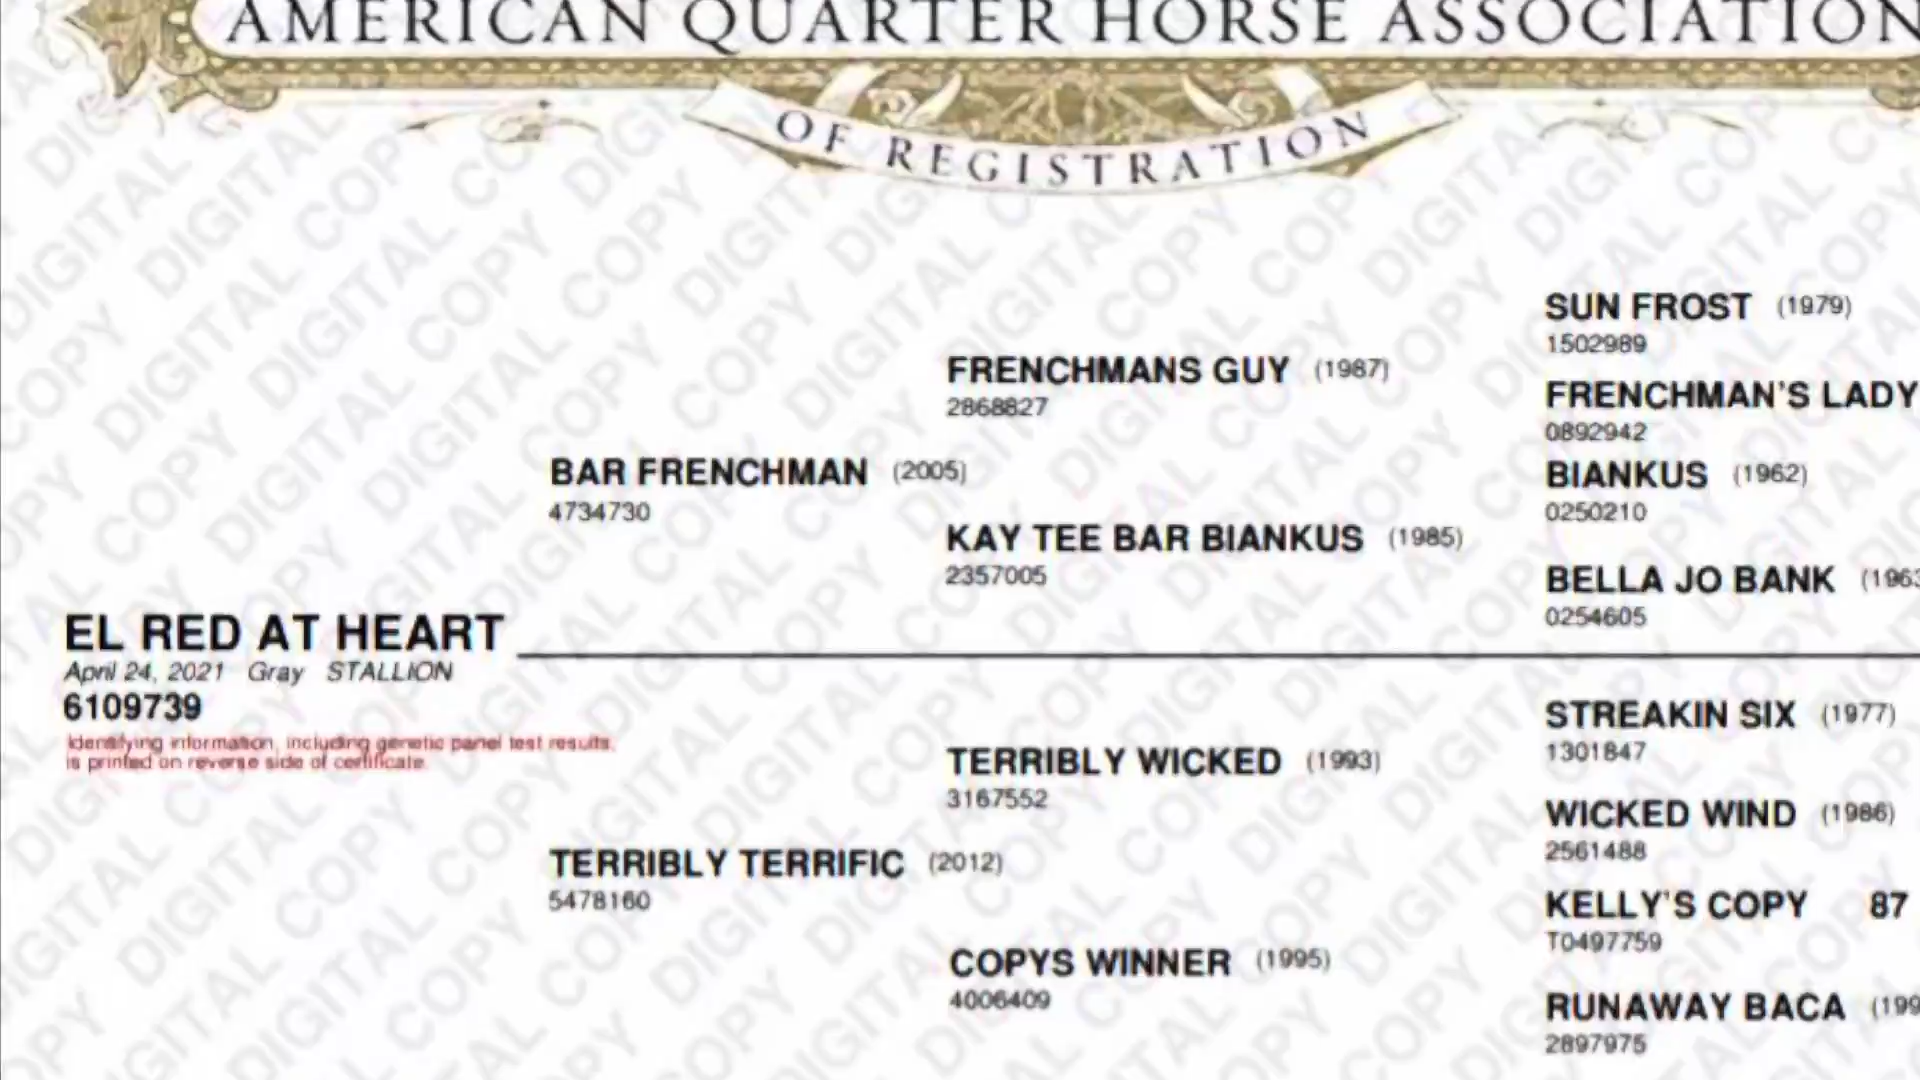 AMERICAN QUARTER HORSE ASSOCIATION
OF REGISTRATION
SUN FROST (1979)
1502989
FRENCHMANS GUY (1987)
2868827
FRENCHMAN'S LADY
0892942
BAR FRENCHMAN (2005)
4734730
BIANKUS (1962)
0250210
KAY TEE BAR BIANKUS (1985)
2357005
BELLA JO BANK (1963
0254605
EL RED AT HEART
April 24, 2021 Gray STALLION
6109739
Identifying information, including genetic panel test results,
is printed on reverse side of certificate.
STREAKIN SIX (1977)
1301847
TERRIBLY WICKED (1993)
3167552
WICKED WIND (1986)
2561488
TERRIBLY TERRIFIC (2012)
5478160
KELLY'S COPY 87
T0497759
COPYS WINNER (1995)
4006409
RUNAWAY BACA (199
2897975
DIGITAL COPY